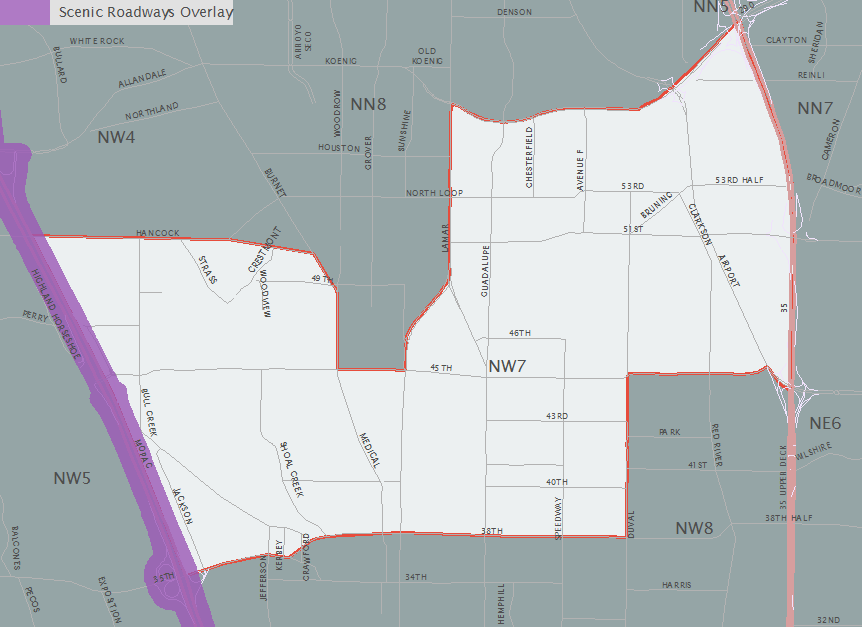 Scenic Roadways Overlay
NN5
290
DENSON
WHITE ROCK
ARROYO
SECO
OLD
KOENIG
KOENIG
CLAYTON
SHERIDAN
BULLARD
ALLANDALE
REINLI
NORTHLAND
WOODROW
NN8
NN7
NW4
GROVER
SUNSHINE
CHESTERFIELD
CAMERON
HOUSTON
AVENUE F
BURNET
NORTH LOOP
53RD
53RD HALF
BROADMOOR
BRUNING
HANCOCK
LAMAR
51ST
CLARKSON
CRESTMONT
STRASS
WOODVIEW
49TH
GUADALUPE
AIRPORT
HIGHLAND HORSESHOE
PERRY
35
46TH
45TH
NW7
BULL CREEK
43RD
NE6
PARK
RED RIVER
MEDICAL
MOPAC
SHOAL CREEK
WILSHIRE
41ST
NW5
35 UPPER DECK
40TH
JACKSON
SPEEDWAY
DUVAL
38TH HALF
38TH
NW8
BALCONES
KERBEY
CRAWFORD
JEFFERSON
35TH
34TH
EXPOSITION
PECOS
HEMPHILL
HARRIS
32ND